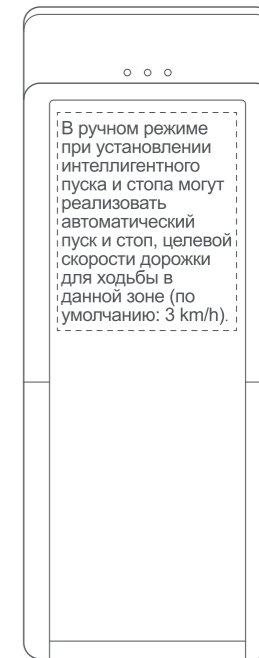 В ручном режиме
при установлении
интеллигентного
пуска и стопа могут
реализовать
автоматический
пуск и стоп, целевой
скорости дорожки
для ходьбы в
данной зоне (по
умолчанию: 3 km/h).